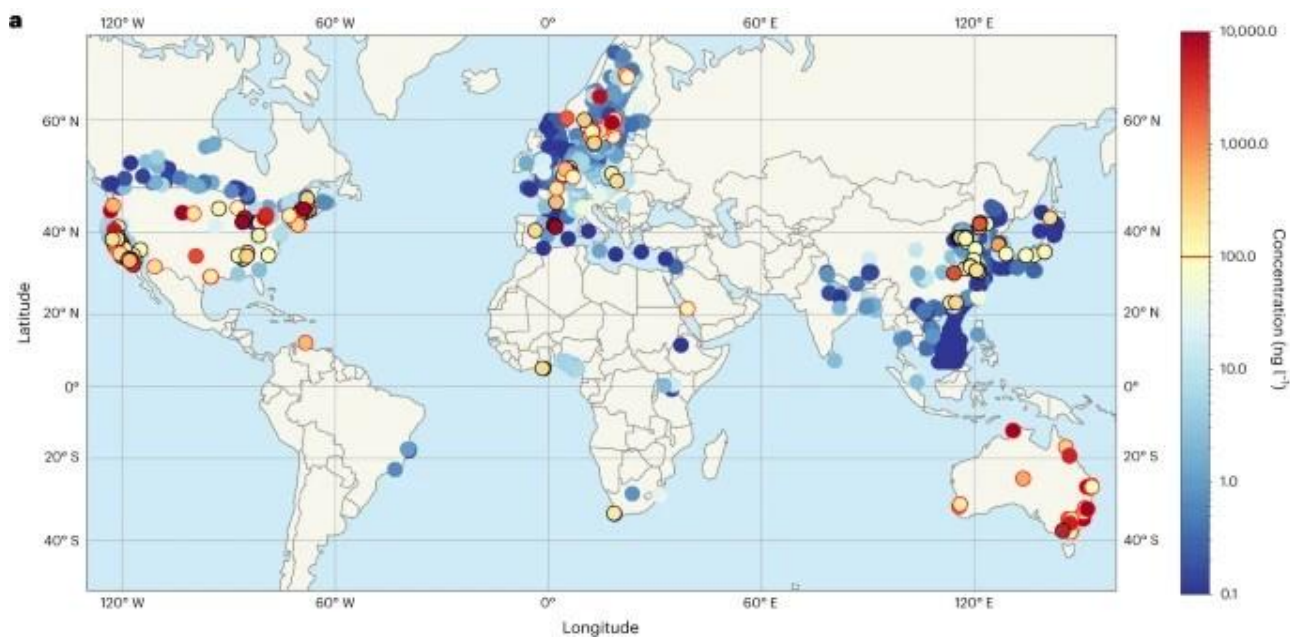 a
120° W 60° W 0° 60° E 120° E
10,000.0
60° N 60° N
1,000.0
40° N 40° N
100.0
Concentration (ng l⁻¹)
Latitude
20° N 20° N
10.0
0° 0°
20° S 20° S
1.0
40° S 40° S
0.1
120° W 60° W 0° 60° E 120° E
Longitude